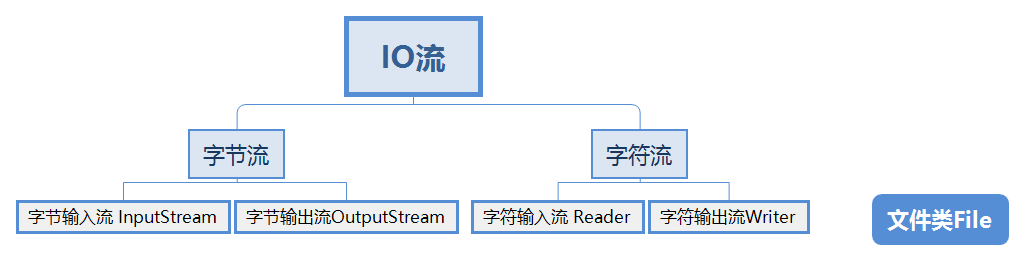 IO流
字节流
字符流
字节输入流 InputStream
字节输出流OutputStream
字符输入流 Reader
字符输出流Writer
文件类File